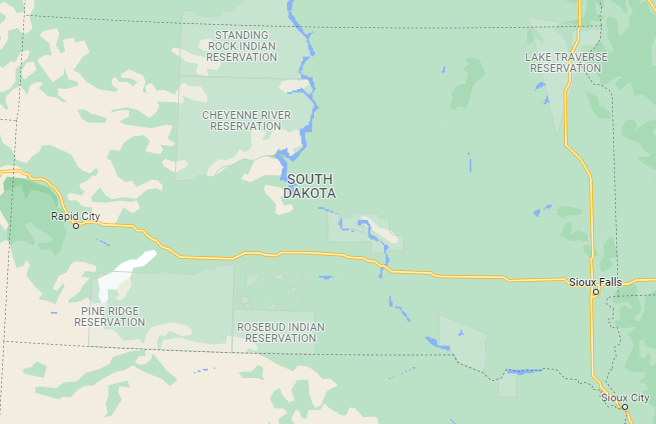 STANDING
ROCK INDIAN
RESERVATION
LAKE TRAVERSE
RESERVATION
CHEYENNE RIVER
RESERVATION
SOUTH
DAKOTA
Rapid City
Sioux Falls
PINE RIDGE
RESERVATION
ROSEBUD INDIAN
RESERVATION
Sioux City